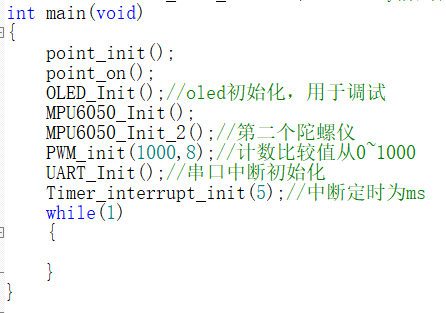 int main(void)
{
point_init();
point_on();
OLED_Init();//oled初始化，用于调试
MPU6050_Init();
MPU6050_Init_2();//第二个陀螺仪
PWM_init(1000,8);//计数比较值从0~1000
UART_Init();//串口中断初始化
Timer_interrupt_init(5);//中断定时为ms
while(1)
{
}
}